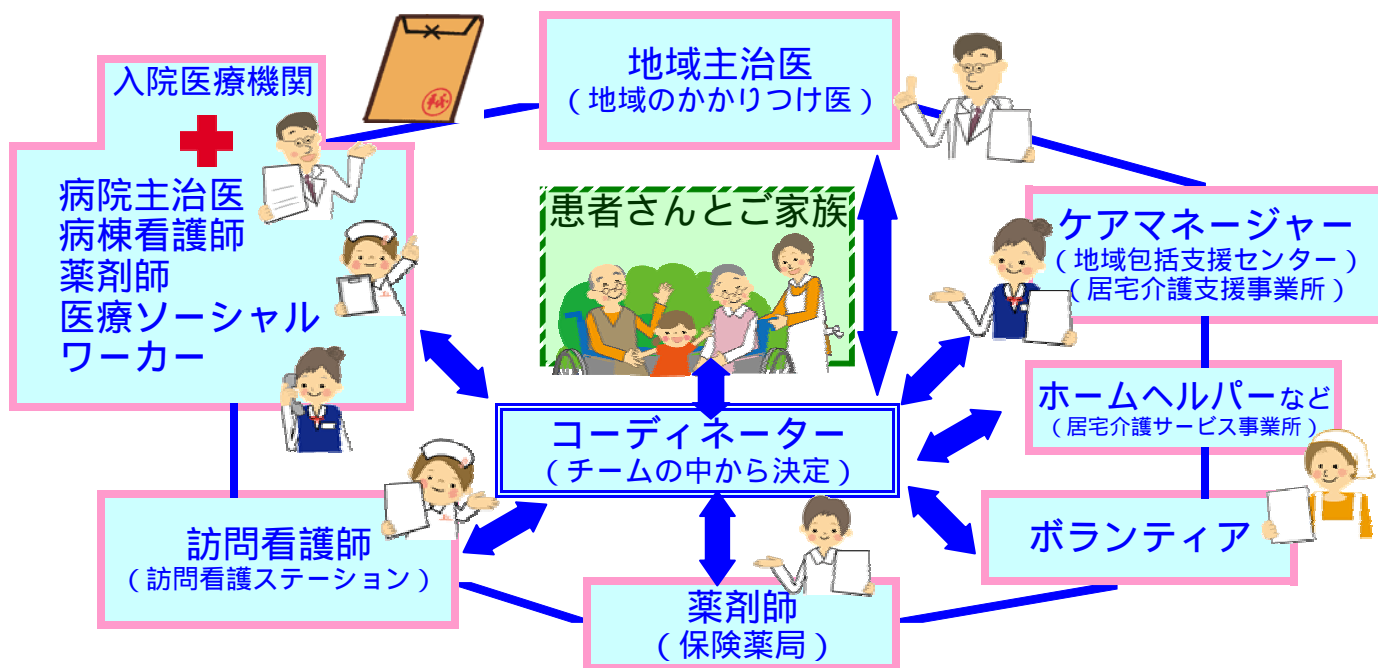 入院医療機関
病院主治医
病棟看護師
薬剤師
医療ソーシャル
ワーカー
秘
地域主治医
（地域のかかりつけ医）
患者さんとご家族
ケアマネージャー
（地域包括支援センター）
（居宅介護支援事業所）
ホームヘルパーなど
（居宅介護サービス事業所）
コーディネーター
（チームの中から決定）
訪問看護師
（訪問看護ステーション）
ボランティア
薬剤師
（保険薬局）